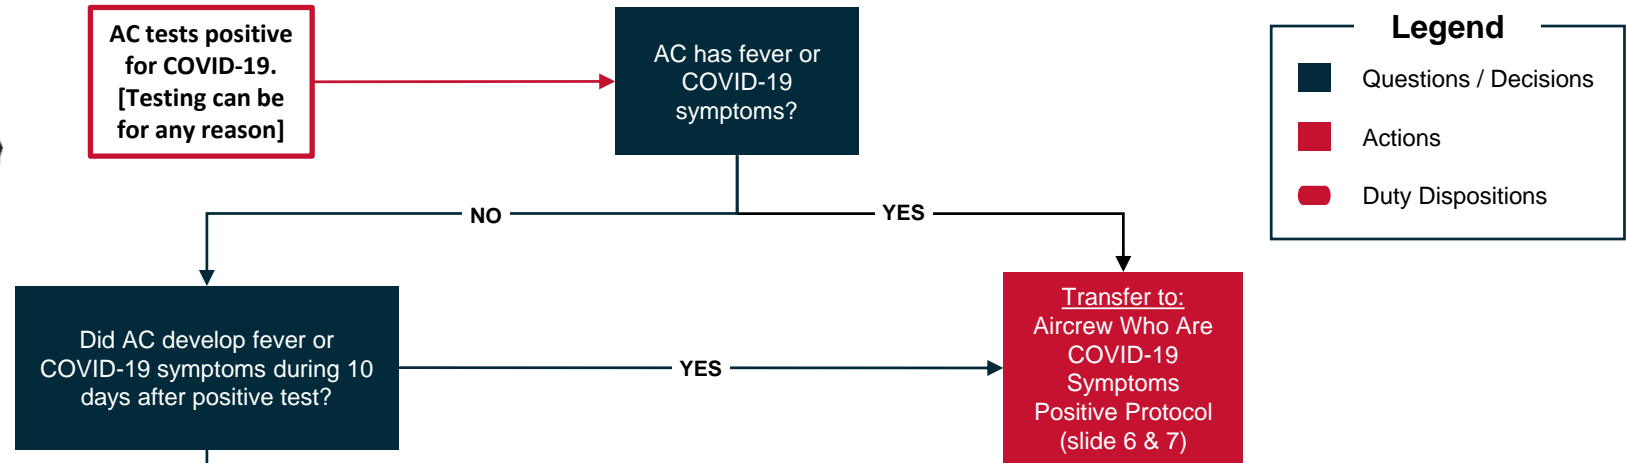 AC tests positive
for COVID-19.
[Testing can be
for any reason]
AC has fever or
COVID-19
symptoms?
Legend
Questions / Decisions
Actions
Duty Dispositions
NO
YES
Did AC develop fever or
COVID-19 symptoms during 10
days after positive test?
YES
Transfer to:
Aircrew Who Are
COVID-19
Symptoms
Positive Protocol
(slide 6 & 7)